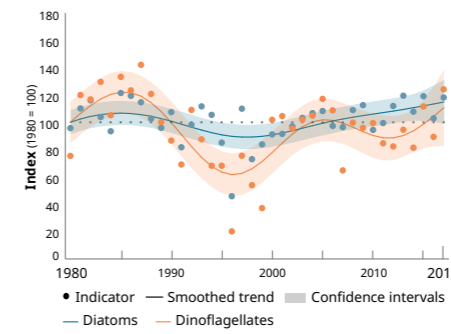 180
160
140
120
100
80
60
40
20
0
Index (1980 = 100)
1980 1990 2000 2010 201
Indicator Smoothed trend Confidence intervals
Diatoms Dinoflagellates